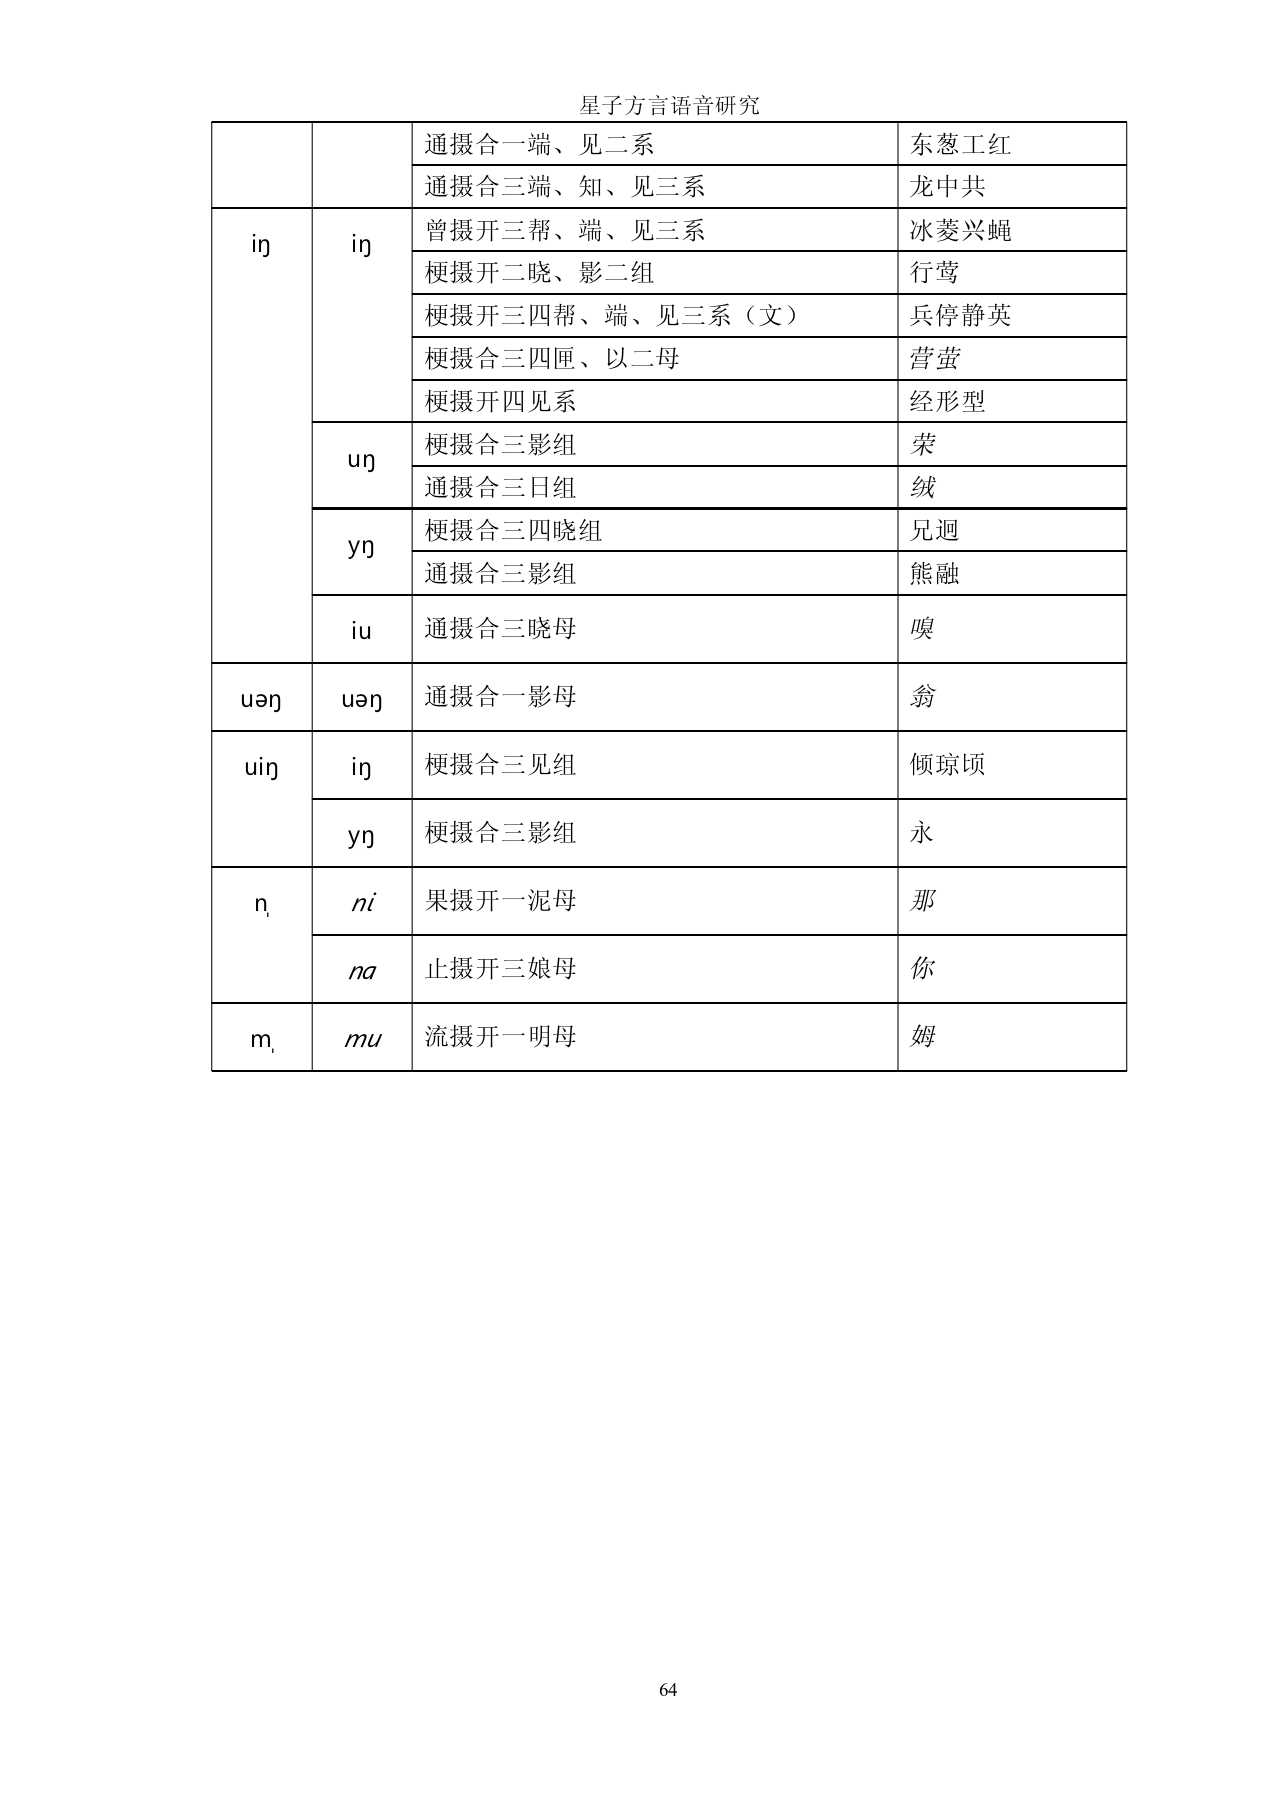 星子方言语音研究
通摄合一端、见二系 东葱工红
通摄合三端、知、见三系 龙中共
iŋ iŋ 曾摄开三帮、端、见三系 冰菱兴蝇
梗摄开二晓、影二组 行莺
梗摄开三四帮、端、见三系（文） 兵停静英
梗摄合三四匣、以二母 营萤
梗摄开四见系 经形型
uŋ 梗摄合三影组 荣
通摄合三日组 绒
yŋ 梗摄合三四晓组 兄迥
通摄合三影组 熊融
iu 通摄合三晓母 嗅
uəŋ uəŋ 通摄合一影母 翁
uiŋ iŋ 梗摄合三见组 倾琼顷
yŋ 梗摄合三影组 永
n̩ ni 果摄开一泥母 那
na 止摄开三娘母 你
m̩ mu 流摄开一明母 姆
64